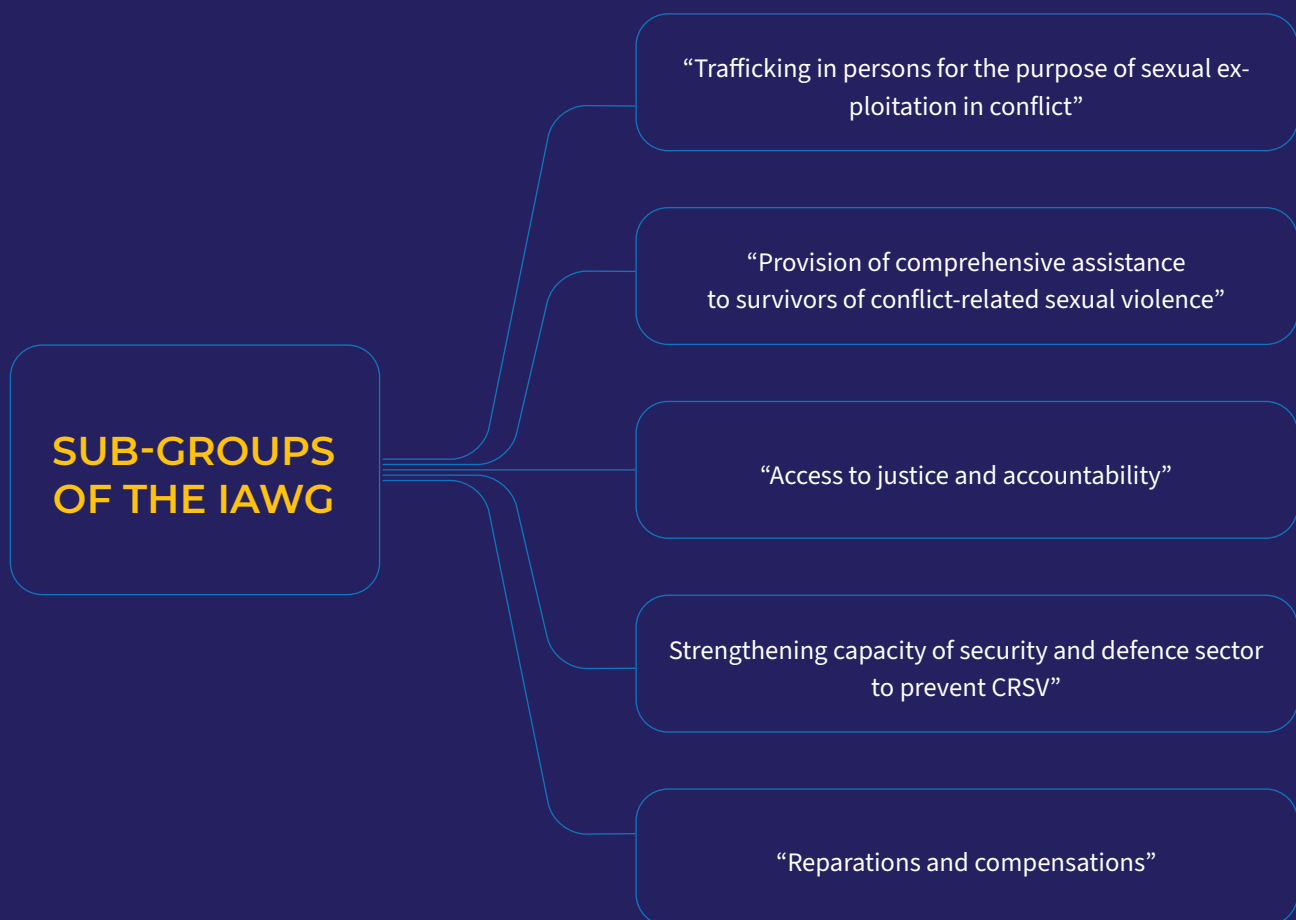 “Trafficking in persons for the purpose of sexual ex-
ploitation in conflict”
“Provision of comprehensive assistance
to survivors of conflict-related sexual violence”
SUB-GROUPS
OF THE IAWG
“Access to justice and accountability”
Strengthening capacity of security and defence sector
to prevent CRSV”
“Reparations and compensations”